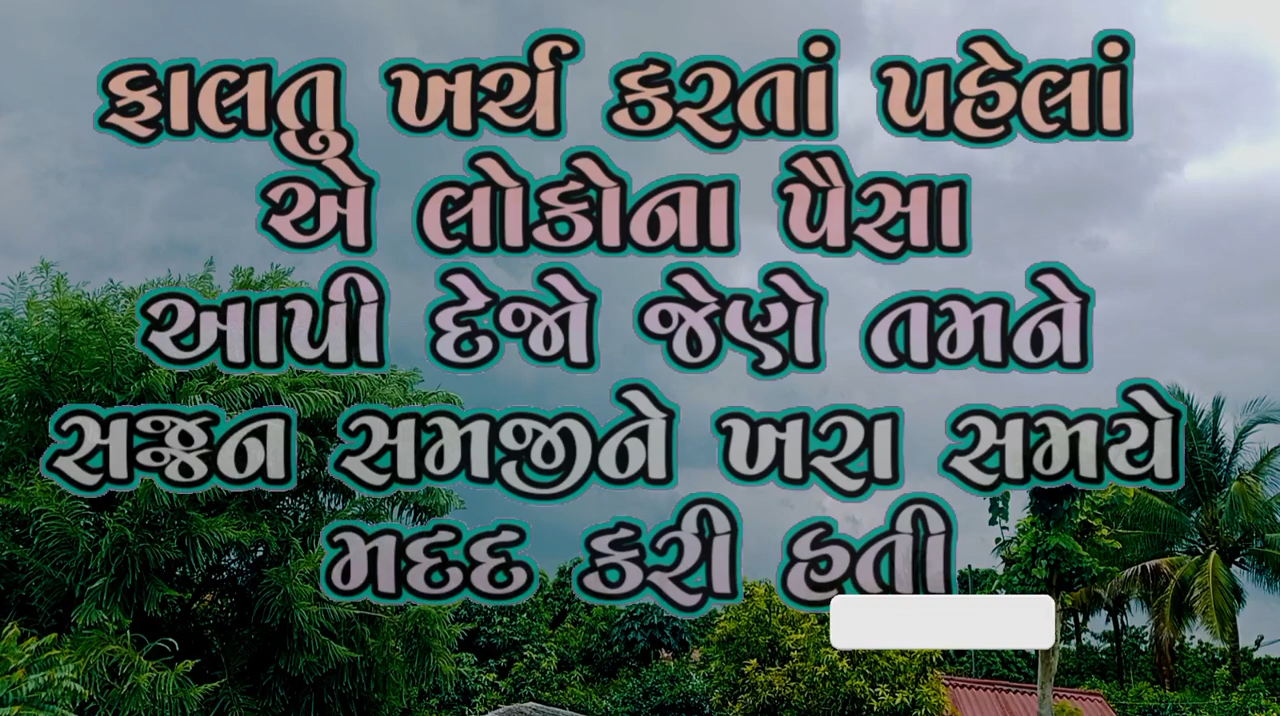 ફાલતુ ખર્ચ કરતાં પહેલાં
એ લોકોના પૈસા
આપી દેજો જેણે તમને
સજ્જન સમજીને ખરા સમયે
મદદ કરી હતી